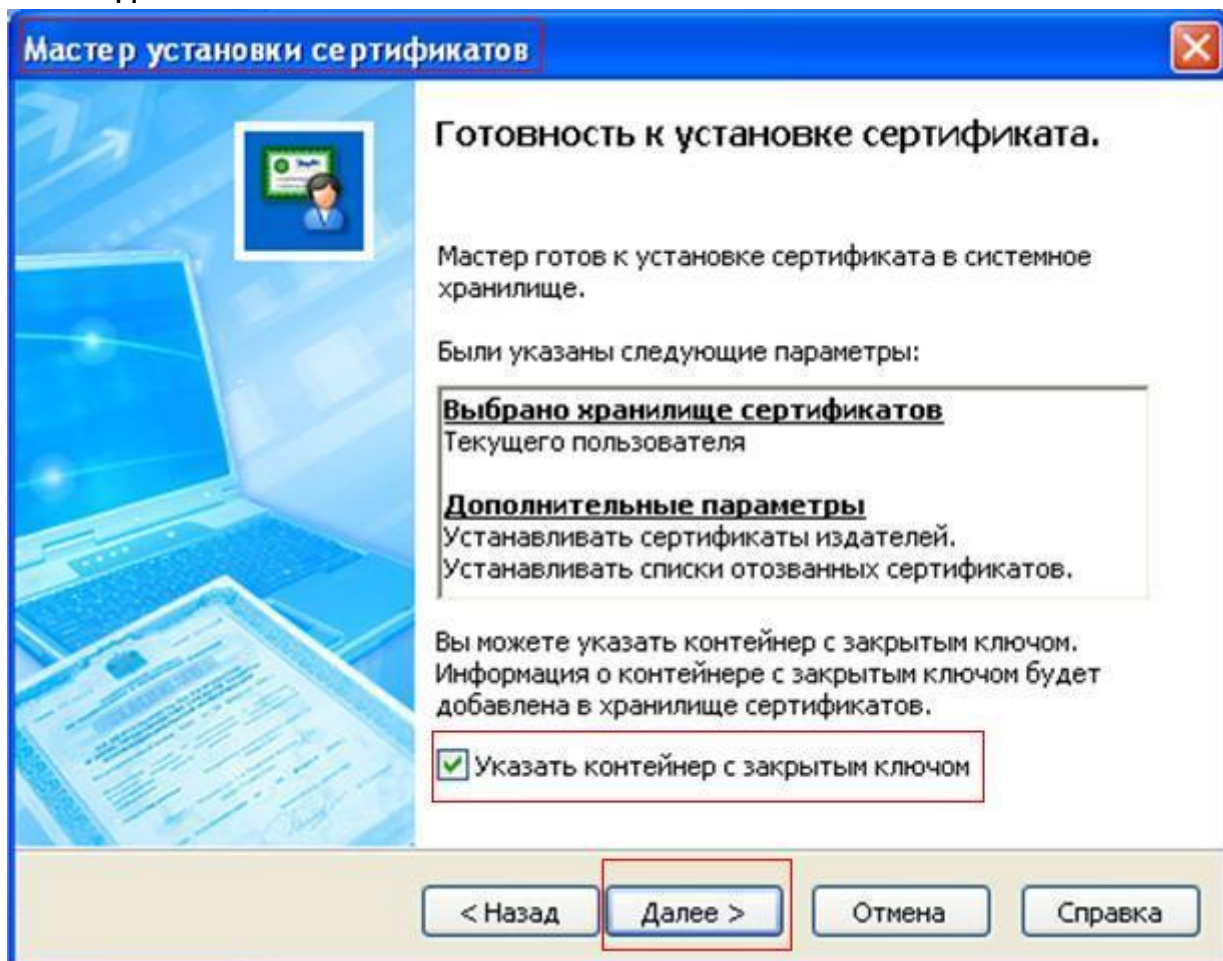 Мастер установки сертификатов
Готовность к установке сертификата.
Мастер готов к установке сертификата в системное
хранилище.
Были указаны следующие параметры:
Выбрано хранилище сертификатов
Текущего пользователя
Дополнительные параметры
Устанавливать сертификаты издателей.
Устанавливать списки отозванных сертификатов.
Вы можете указать контейнер с закрытым ключом.
Информация о контейнере с закрытым ключом будет
добавлена в хранилище сертификатов.
Указать контейнер с закрытым ключом
< Назад Далее > Отмена Справка